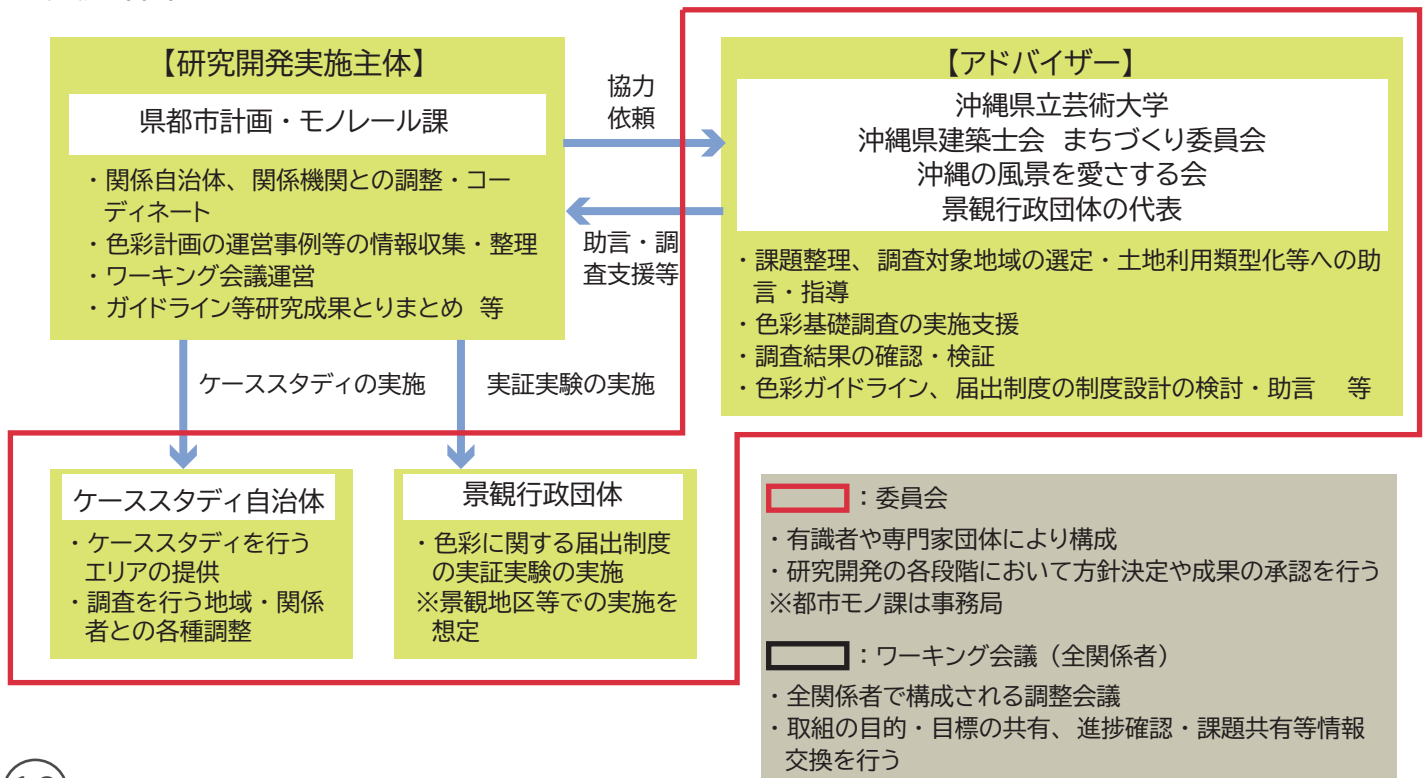 【研究開発実施主体】
県都市計画・モノレール課
・関係自治体、関係機関との調整・コー
ディネート
・色彩計画の運営事例等の情報収集・整理
・ワーキング会議運営
・ガイドライン等研究成果とりまとめ 等
協力
依頼
助言・調
査支援等
【アドバイザー】
沖縄県立芸術大学
沖縄県建築士会 まちづくり委員会
沖縄の風景を愛さする会
景観行政団体の代表
・課題整理、調査対象地域の選定・土地利用類型化等への助
言・指導
・色彩基礎調査の実施支援
・調査結果の確認・検証
・色彩ガイドライン、届出制度の制度設計の検討・助言 等
ケーススタディの実施
実証実験の実施
ケーススタディ自治体
・ケーススタディを行う
エリアの提供
・調査を行う地域・関係
者との各種調整
景観行政団体
・色彩に関する届出制度
の実証実験の実施
※景観地区等での実施を
想定
：委員会
・有識者や専門家団体により構成
・研究開発の各段階において方針決定や成果の承認を行う
※都市モノ課は事務局
：ワーキング会議（全関係者）
・全関係者で構成される調整会議
・取組の目的・目標の共有、進捗確認・課題共有等情報
交換を行う